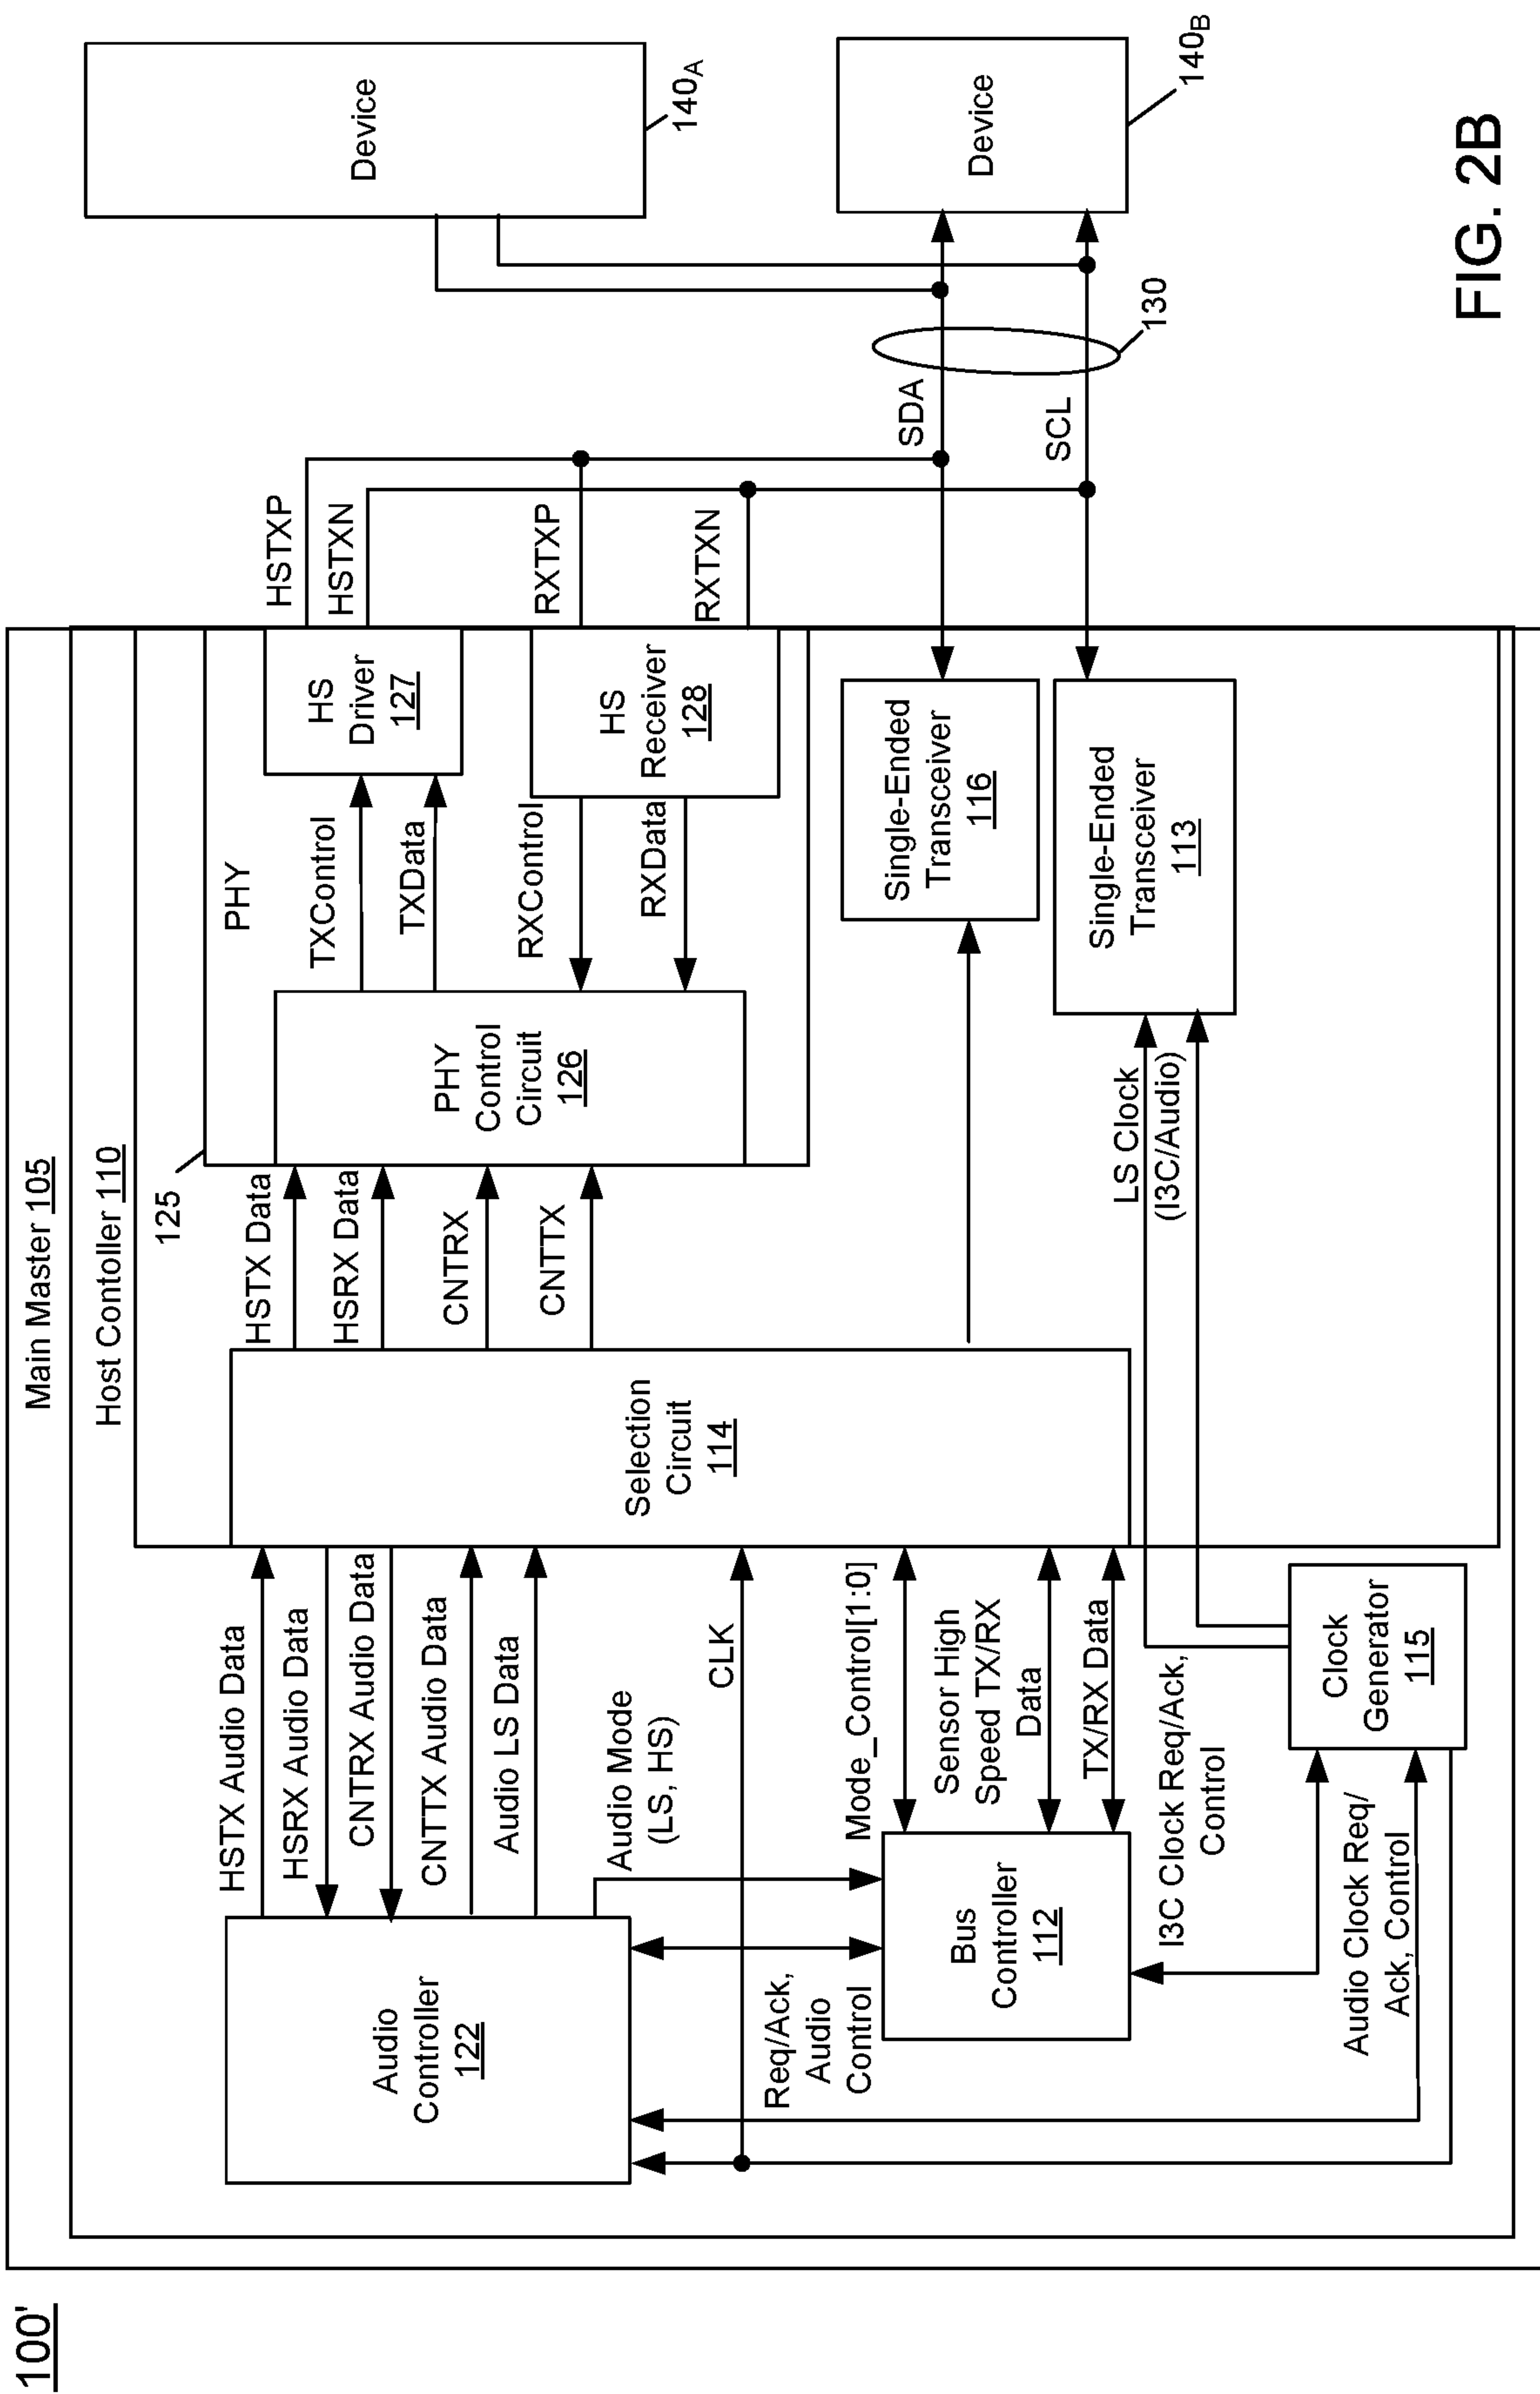 100'
Main Master 105
Host Contoller 110
125
PHY
HSTX Audio Data
HSRX Audio Data
CNTRX Audio Data
CNTTX Audio Data
Audio LS Data
Audio Mode
(LS, HS)
CLK
Mode_Control[1:0]
Sensor High
Speed TX/RX
Data
TX/RX Data
Audio
Controller
122
Req/Ack,
Audio
Control
Bus
Controller
112
I3C Clock Req/Ack,
Control
Audio Clock Req/
Ack, Control
Clock
Generator
115
Selection
Circuit
114
HSTX Data
HSRX Data
CNTRX
CNTTX
PHY
Control
Circuit
126
TXControl
TXData
RXControl
RXData
HS
Driver
127
HS
Receiver
128
Single-Ended
Transceiver
116
Single-Ended
Transceiver
113
LS Clock
(I3C/Audio)
HSTXP
HSTXN
RXTXP
RXTXN
SDA
SCL
130
Device
140A
Device
140B
FIG. 2B